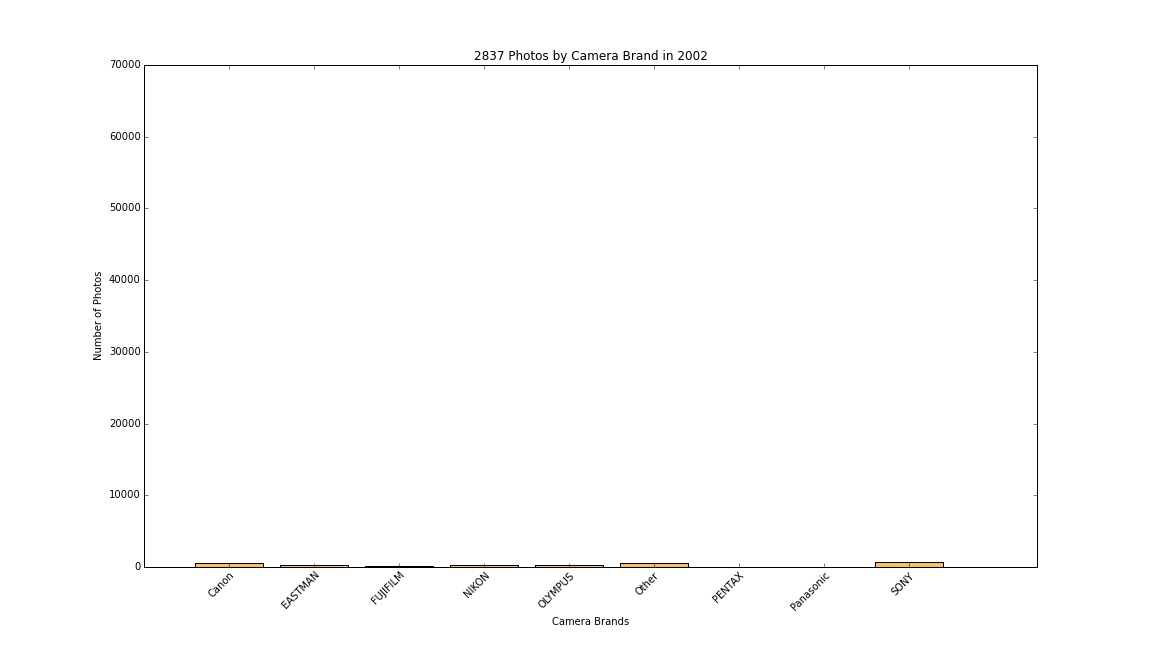 2837 Photos by Camera Brand in 2002
70000
60000
50000
40000
30000
20000
10000
0
Number of Photos
Canon
EASTMAN
FUJIFILM
NIKON
OLYMPUS
Other
PENTAX
Panasonic
SONY
Camera Brands